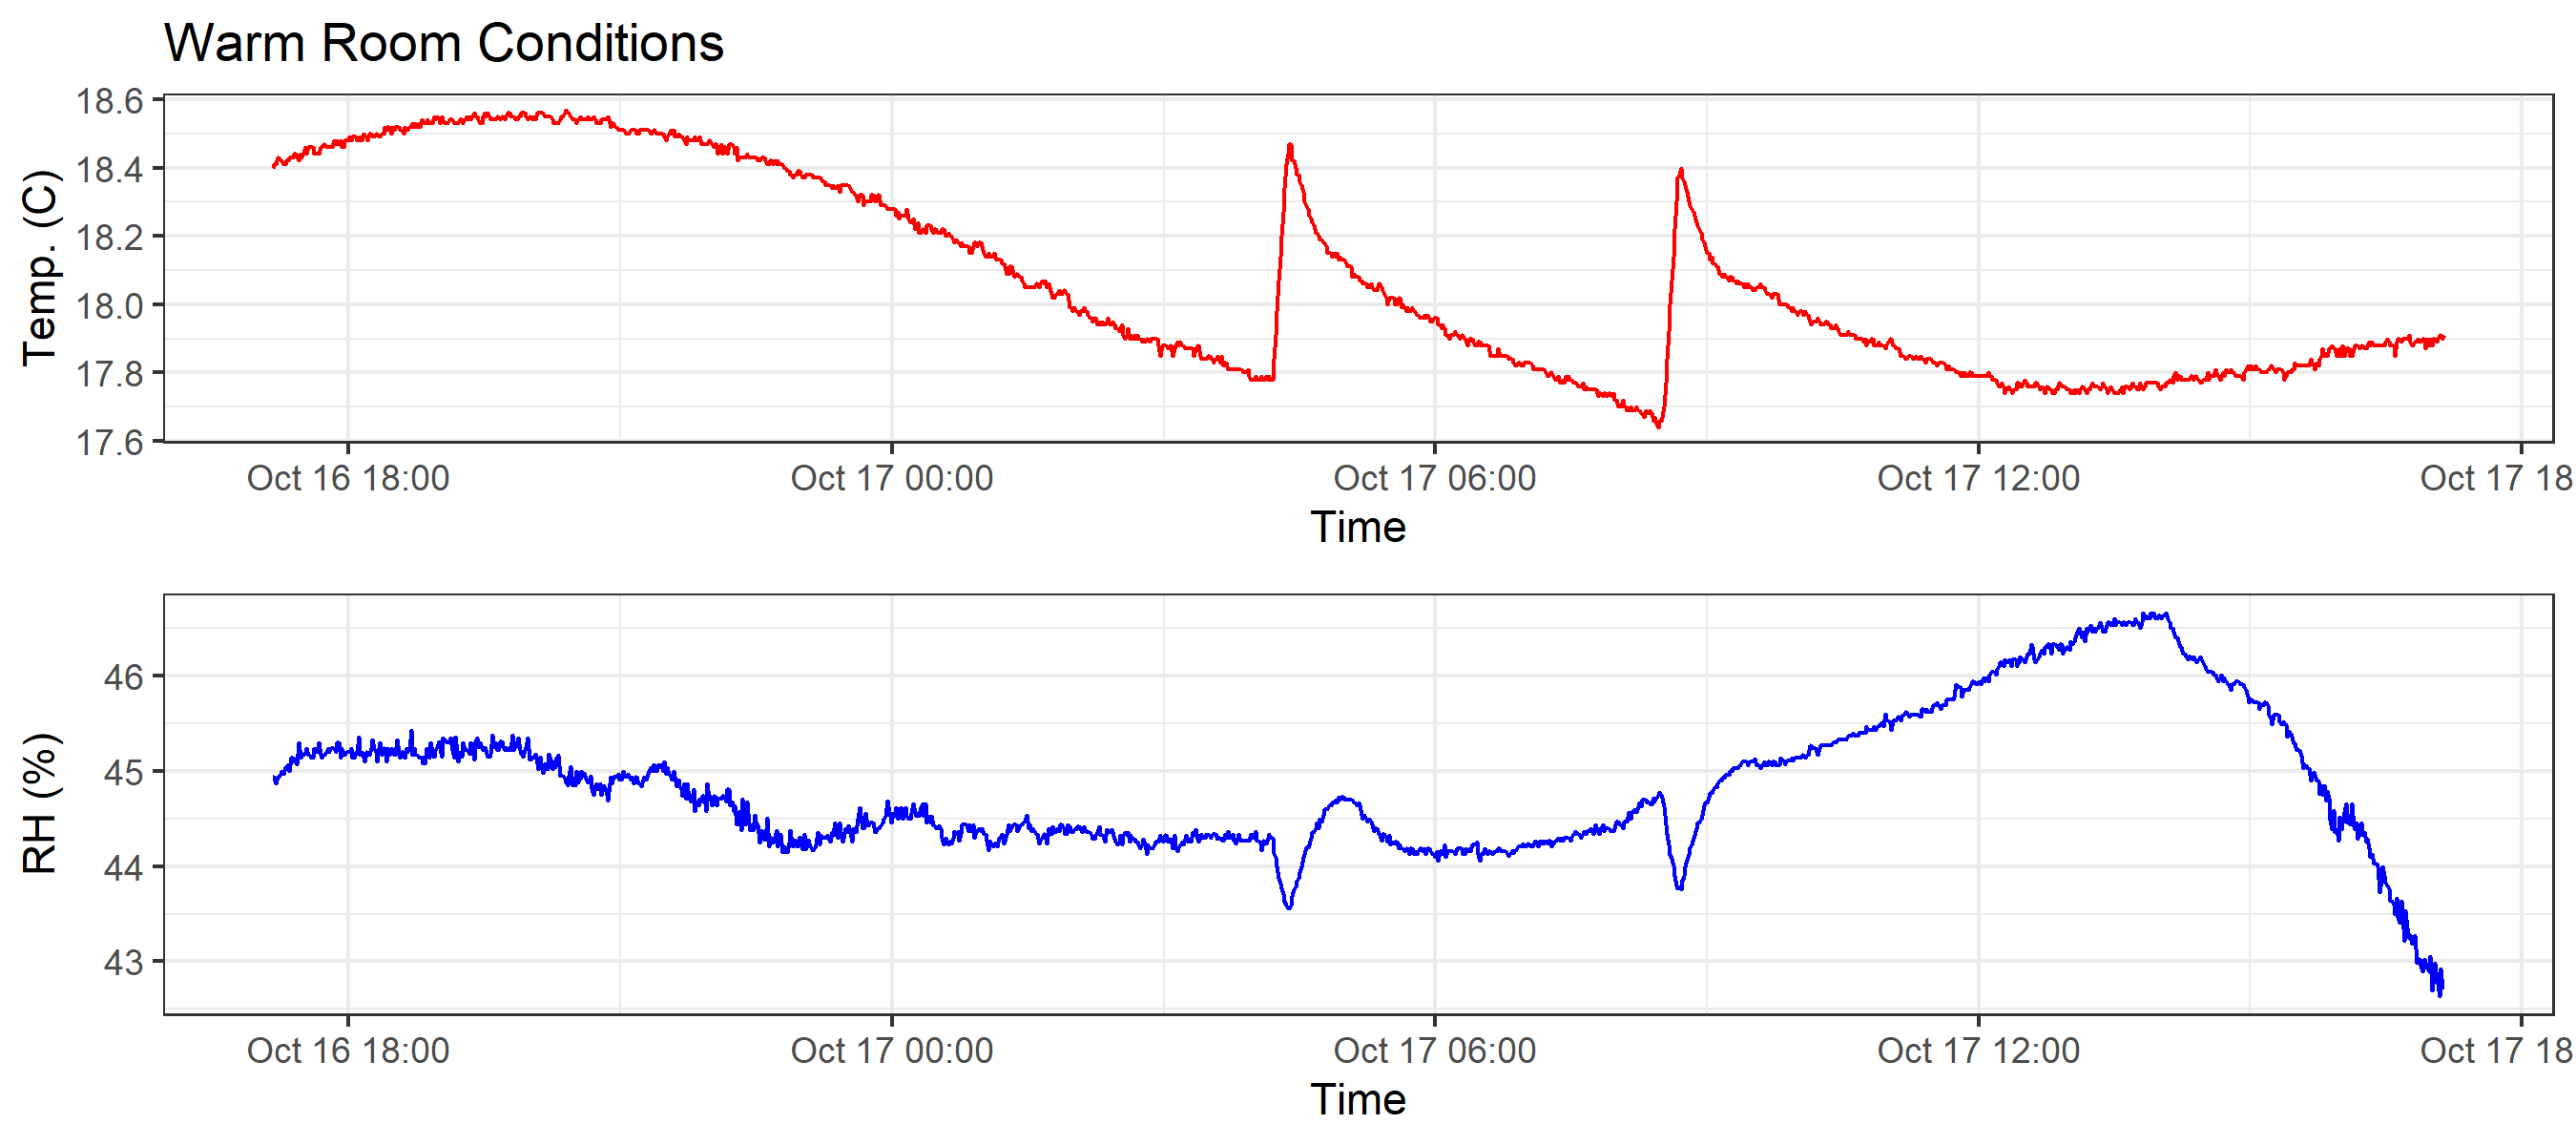 Warm Room Conditions
Temp. (C)
18.6
18.4
18.2
18.0
17.8
17.6
Oct 16 18:00 Oct 17 00:00 Oct 17 06:00 Oct 17 12:00 Oct 17 18
Time
RH (%)
46
45
44
43
Oct 16 18:00 Oct 17 00:00 Oct 17 06:00 Oct 17 12:00 Oct 17 18
Time